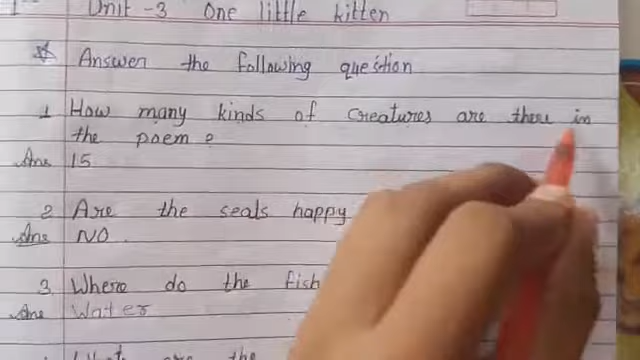 Unit -3 One little kitten
Answer the following question
1 How many kinds of creatures are there in
the poem ?
Ans 15
2 Are the seals happy
Ans NO.
3 Where do the fish
Ans Water
the